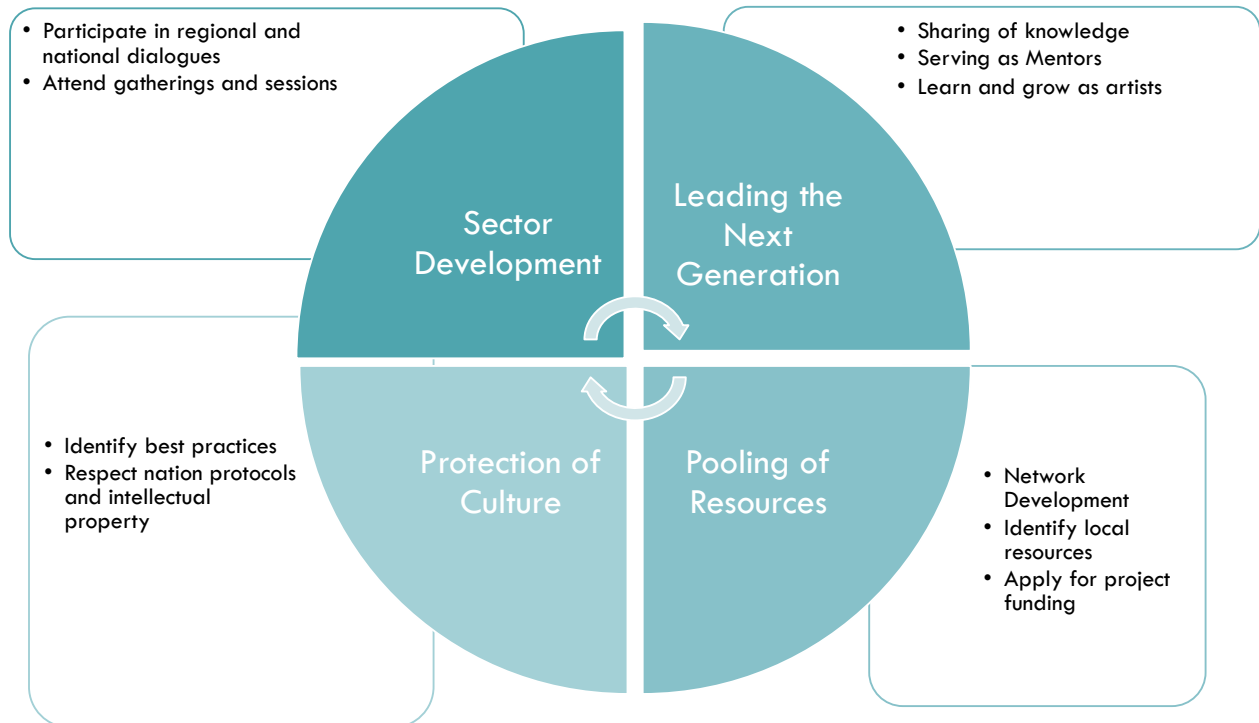 • Participate in regional and
national dialogues
• Attend gatherings and sessions
• Sharing of knowledge
• Serving as Mentors
• Learn and grow as artists
Sector
Development
Leading the
Next
Generation
• Identify best practices
• Respect nation protocols
and intellectual
property
Protection of
Culture
Pooling of
Resources
• Network
Development
• Identify local
resources
• Apply for project
funding